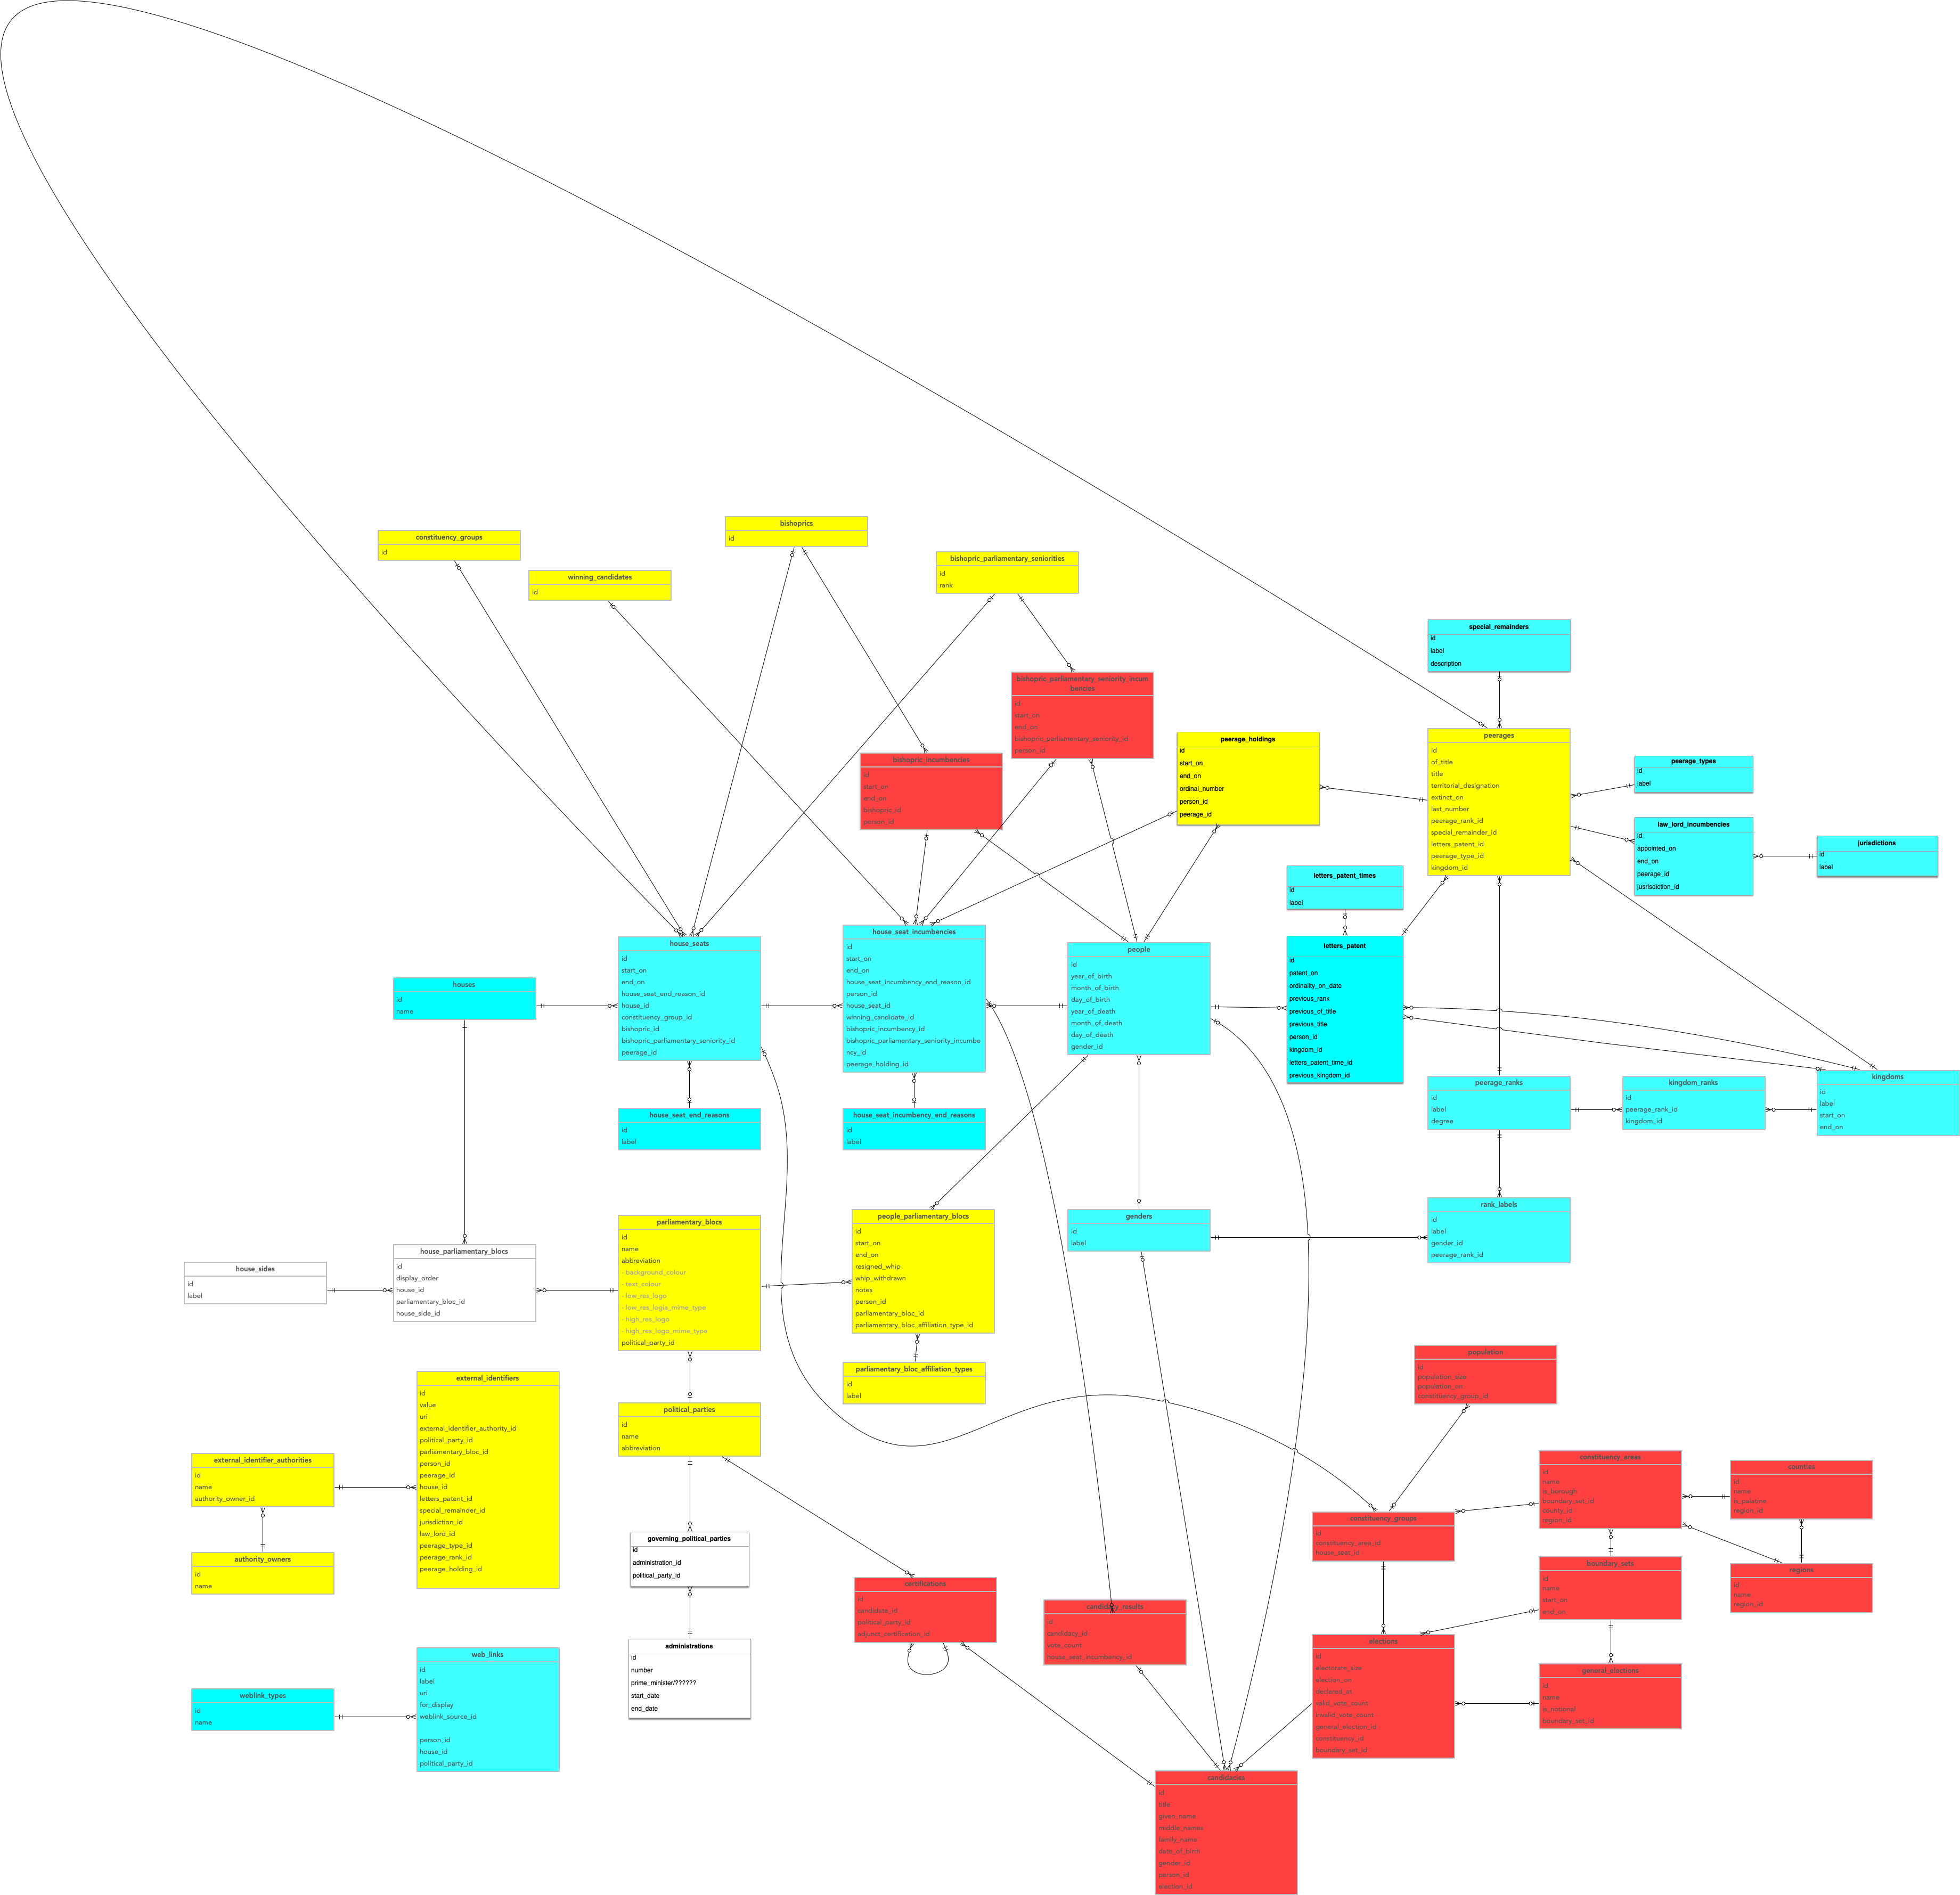 bishoprics
id
constituency_groups
id
bishopric_parliamentary_seniorities
id
rank
winning_candidates
id
special_remainders
id
label
description
bishopric_parliamentary_seniority_incum
bencies
id
start_on
end_on
bishopric_parliamentary_seniority_id
person_id
peerage_holdings
id
start_on
end_on
ordinal_number
person_id
peerage_id
peerages
id
of_title
title
territorial_designation
extinct_on
last_number
peerage_rank_id
special_remainder_id
letters_patent_id
peerage_type_id
kingdom_id
peerage_types
id
label
bishopric_incumbencies
id
start_on
end_on
bishopric_id
person_id
law_lord_incumbencies
id
appointed_on
end_on
peerage_id
jusrisdiction_id
jurisdictions
id
label
letters_patent_times
id
label
house_seats
id
start_on
end_on
house_seat_end_reason_id
house_id
constituency_group_id
bishopric_id
bishopric_parliamentary_seniority_id
peerage_id
house_seat_incumbencies
id
start_on
end_on
house_seat_incumbency_end_reason_id
person_id
house_seat_id
winning_candidate_id
bishopric_incumbency_id
bishopric_parliamentary_seniority_incumbe
ncy_id
peerage_holding_id
people
id
year_of_birth
month_of_birth
day_of_birth
year_of_death
month_of_death
day_of_death
gender_id
letters_patent
id
patent_on
ordinality_on_date
previous_rank
previous_of_title
previous_title
person_id
kingdom_id
letters_patent_time_id
previous_kingdom_id
houses
id
name
peerage_ranks
id
label
degree
kingdom_ranks
id
peerage_rank_id
kingdom_id
kingdoms
id
label
start_on
end_on
house_seat_end_reasons
id
label
house_seat_incumbency_end_reasons
id
label
rank_labels
id
label
gender_id
peerage_rank_id
genders
id
label
parliamentary_blocs
id
name
abbreviation
- background_colour
- text_colour
- low_res_logo
- low_res_logix_mime_type
- high_res_logo
- high_res_logo_mime_type
political_party_id
people_parliamentary_blocs
id
start_on
end_on
resigned_whip
whip_withdrawn
notes
person_id
parliamentary_bloc_id
parliamentary_bloc_affiliation_type_id
house_parliamentary_blocs
id
display_order
house_id
parliamentary_bloc_id
house_side_id
house_sides
id
label
parliamentary_bloc_affiliation_types
id
label
population
id
population_size
population_on
constituency_group_id
external_identifiers
id
value
uri
external_identifier_authority_id
political_party_id
parliamentary_bloc_id
person_id
peerage_id
house_id
letters_patent_id
special_remainder_id
jurisdiction_id
law_lord_id
peerage_type_id
peerage_rank_id
peerage_holding_id
political_parties
id
name
abbreviation
external_identifier_authorities
id
name
authority_owner_id
authority_owners
id
name
constituency_areas
id
name
is_borough
boundary_set_id
county_id
region_id
counties
id
name
is_palatine
region_id
constituency_groups
id
constituency_area_id
house_seat_id
governing_political_parties
id
administration_id
political_party_id
boundary_sets
id
name
start_on
end_on
regions
id
name
region_id
certifications
id
candidate_id
political_party_id
adjunct_certification_id
candidacy_results
id
candidacy_id
vote_count
house_seat_incumbency_id
elections
id
electorate_size
election_on
declared_at
valid_vote_count
invalid_vote_count
general_election_id
constituency_id
boundary_set_id
administrations
id
number
prime_minister/??????
start_date
end_date
web_links
id
label
uri
for_display
weblink_source_id
person_id
house_id
political_party_id
weblink_types
id
name
general_elections
id
name
is_notional
boundary_set_id
candidacies
id
title
given_name
middle_names
family_name
date_of_birth
gender_id
person_id
election_id